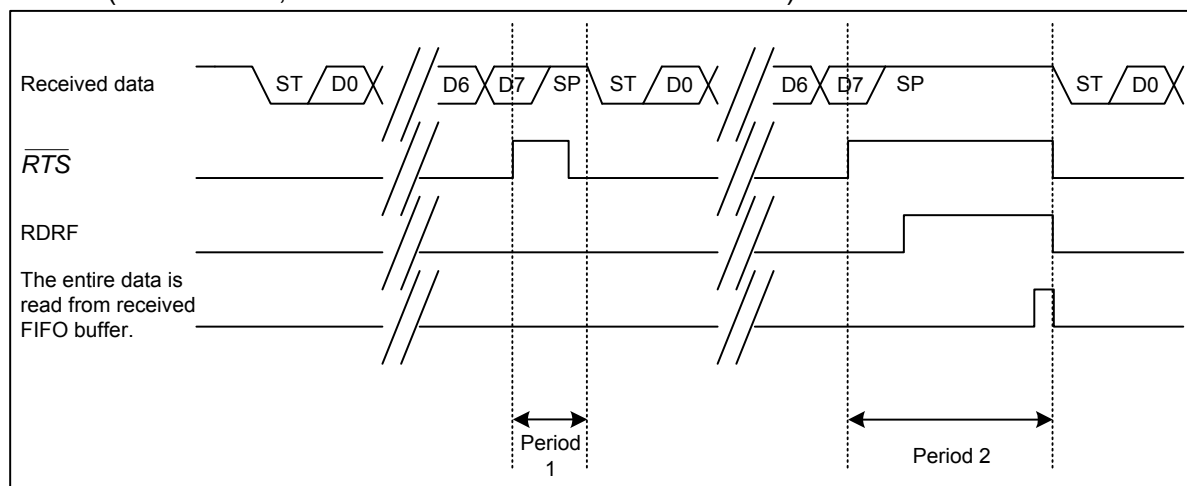 Received data
ST D0 D6 D7 SP ST D0 D6 D7 SP ST D0
RTS
RDRF
The entire data is
read from received
FIFO buffer.
Period
1
Period 2